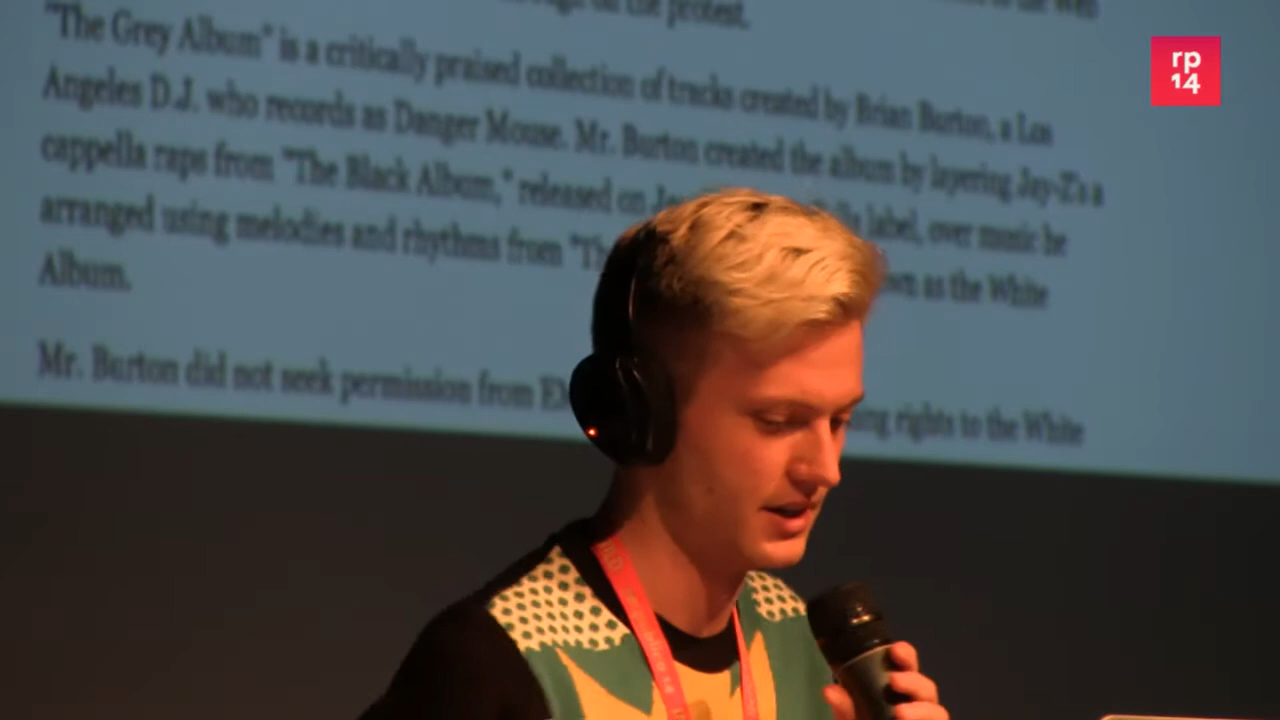 the protest.
"The Grey Album" is a critically praised collection of tracks created by Brian Burton, a Los
Angeles D.J. who records as Danger Mouse. Mr. Burton created the album by layering Jay-Z's a
cappella raps from "The Black Album," released on label, over music he
arranged using melodies and rhythms from as the White
Album.
Mr. Burton did not seek permission from rights to the White
rp
14